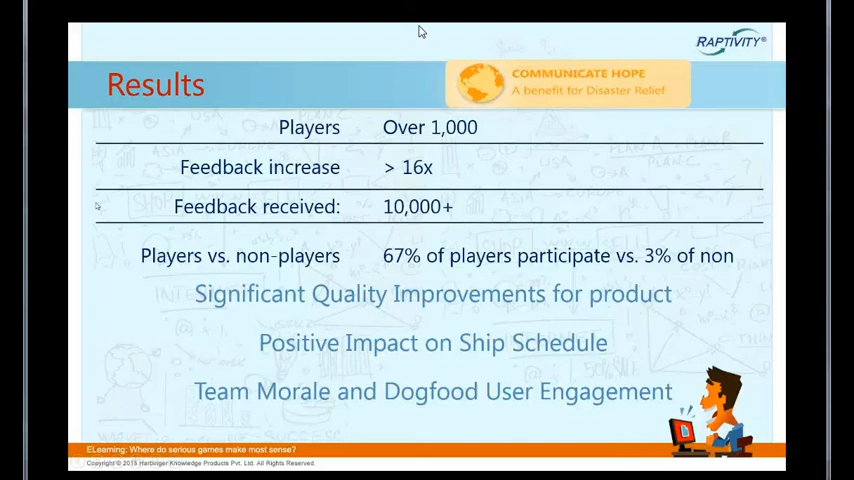 RAPTIVITY®
Results
COMMUNICATE HOPE
A benefit for Disaster Relief
Players Over 1,000
Feedback increase > 16x
Feedback received: 10,000+
Players vs. non-players 67% of players participate vs. 3% of non
Significant Quality Improvements for product
Positive Impact on Ship Schedule
Team Morale and Dogfood User Engagement
ELearning: Where do serious games make most sense?
Copyright © 2015 Harbinger Knowledge Products Pvt. Ltd. All Rights Reserved.